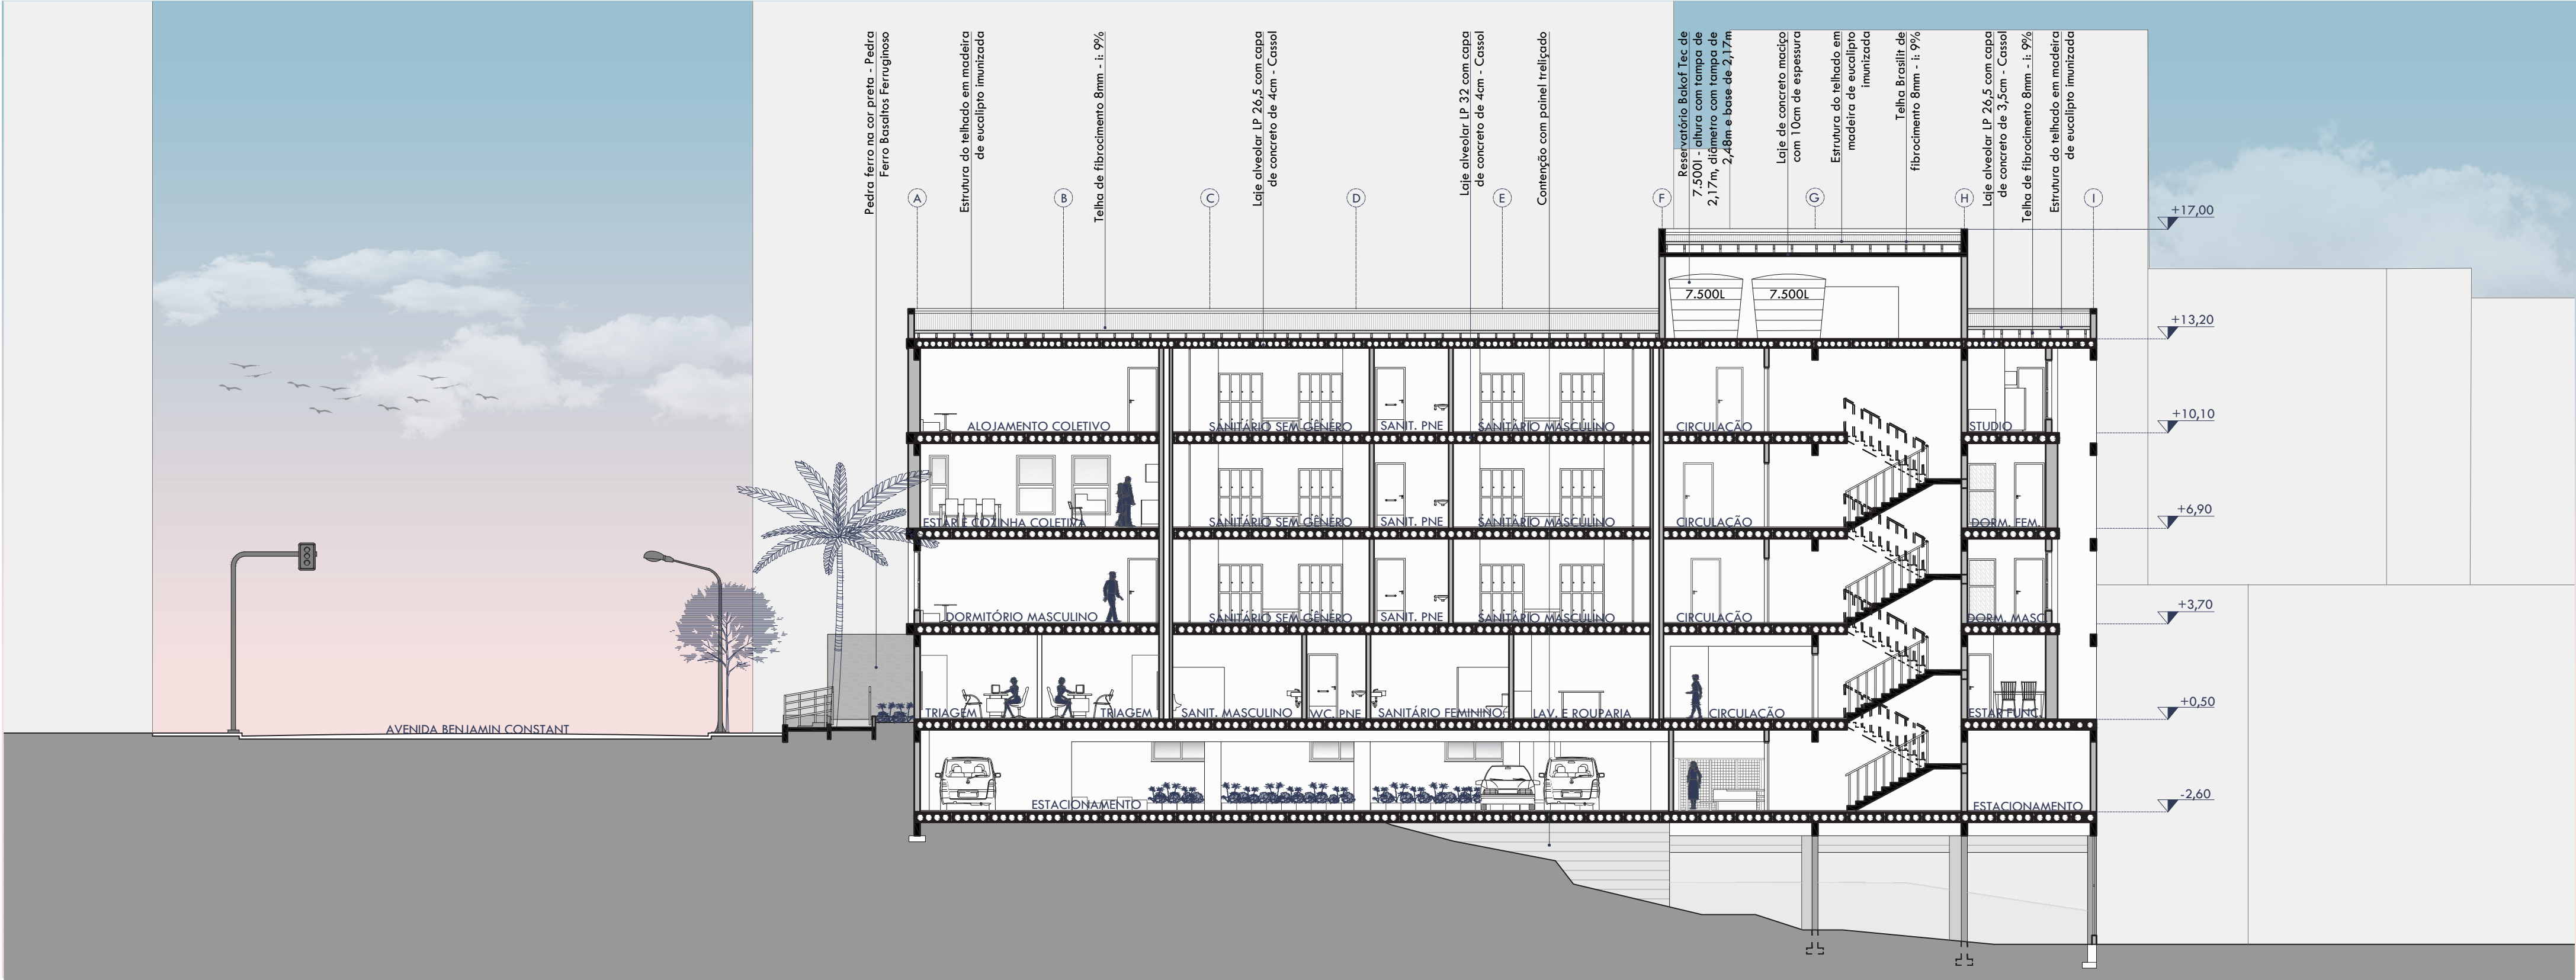 Pedra ferro na cor preta - Pedra
Ferro Basaltos Ferruginoso
Estrutura do telhado em madeira
de eucalipto imunizada
Telha de fibrocimento 8mm - i: 9%
Laje alveolar LP 26,5 com capa
de concreto de 4cm - Cassol
Laje alveolar LP 32 com capa
de concreto de 4cm - Cassol
Contenção com painel treliçado
Reservatório Bakof Tec de
7.500l - altura com tampa de
2,17m, diâmetro com tampa de
2,48m e base de 2,17m
Laje de concreto maciço
com 10cm de espessura
Estrutura do telhado em
madeira de eucalipto
imunizada
Telha Brasilit de
fibrocimento 8mm - i: 9%
Laje alveolar LP 26,5 com capa
de concreto de 3,5cm - Cassol
Telha de fibrocimento 8mm - i: 9%
Estrutura do telhado em madeira
de eucalipto imunizada
A
B
C
D
E
F
G
H
I
+17,00
7.500L
7.500L
+13,20
+10,10
ALOJAMENTO COLETIVO
SANITÁRIO SEM GÊNERO
SANIT. PNE
SANITÁRIO MASCULINO
CIRCULAÇÃO
STUDIO
+6,90
ESTAR E COZINHA COLETIVA
SANITÁRIO SEM GÊNERO
SANIT. PNE
SANITÁRIO MASCULINO
CIRCULAÇÃO
DORM. FEM.
+3,70
DORMITÓRIO MASCULINO
SANITÁRIO SEM GÊNERO
SANIT. PNE
SANITÁRIO MASCULINO
CIRCULAÇÃO
DORM. MASC.
+0,50
TRIAGEM
TRIAGEM
SANIT. MASCULINO
WC. PNE
SANITÁRIO FEMININO
LAV. E ROUPARIA
CIRCULAÇÃO
ESTAR FUNC.
AVENIDA BENJAMIN CONSTANT
-2,60
ESTACIONAMENTO
ESTACIONAMENTO